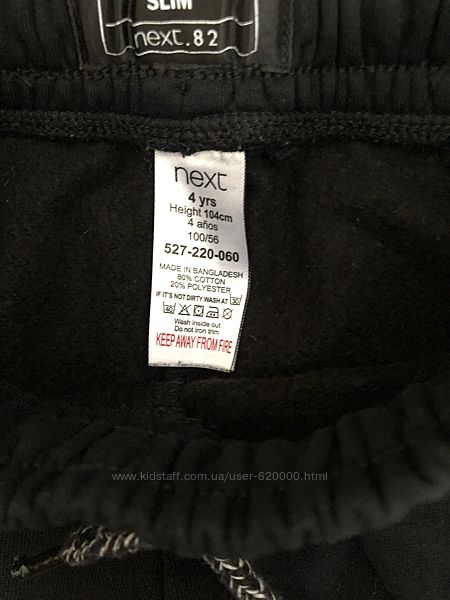 SLIM
next.82
next
4 yrs
Height 104cm
4 años
100/56
527-220-060
MADE IN BANGLADESH
80% COTTON
20% POLYESTER
IF IT'S NOT DIRTY WASH AT 30
40
Wash inside out
Do not iron trim
KEEP AWAY FROM FIRE
www.kidstaff.com.ua/user-620000.html